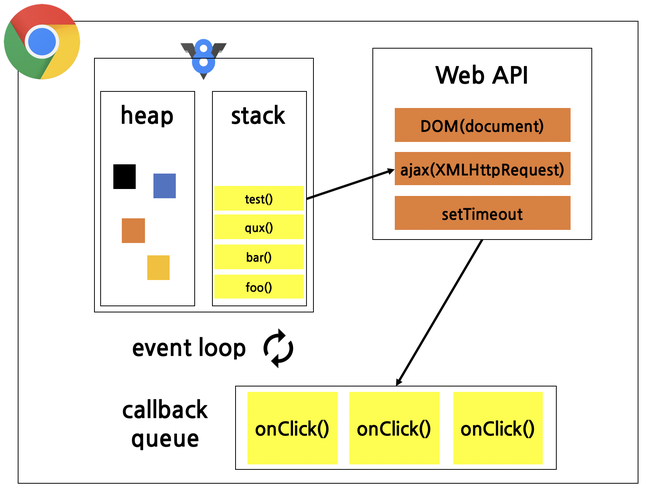 heap
stack
test()
qux()
bar()
foo()
Web API
DOM(document)
ajax(XMLHttpRequest)
setTimeout
event loop
callback
queue
onClick()
onClick()
onClick()